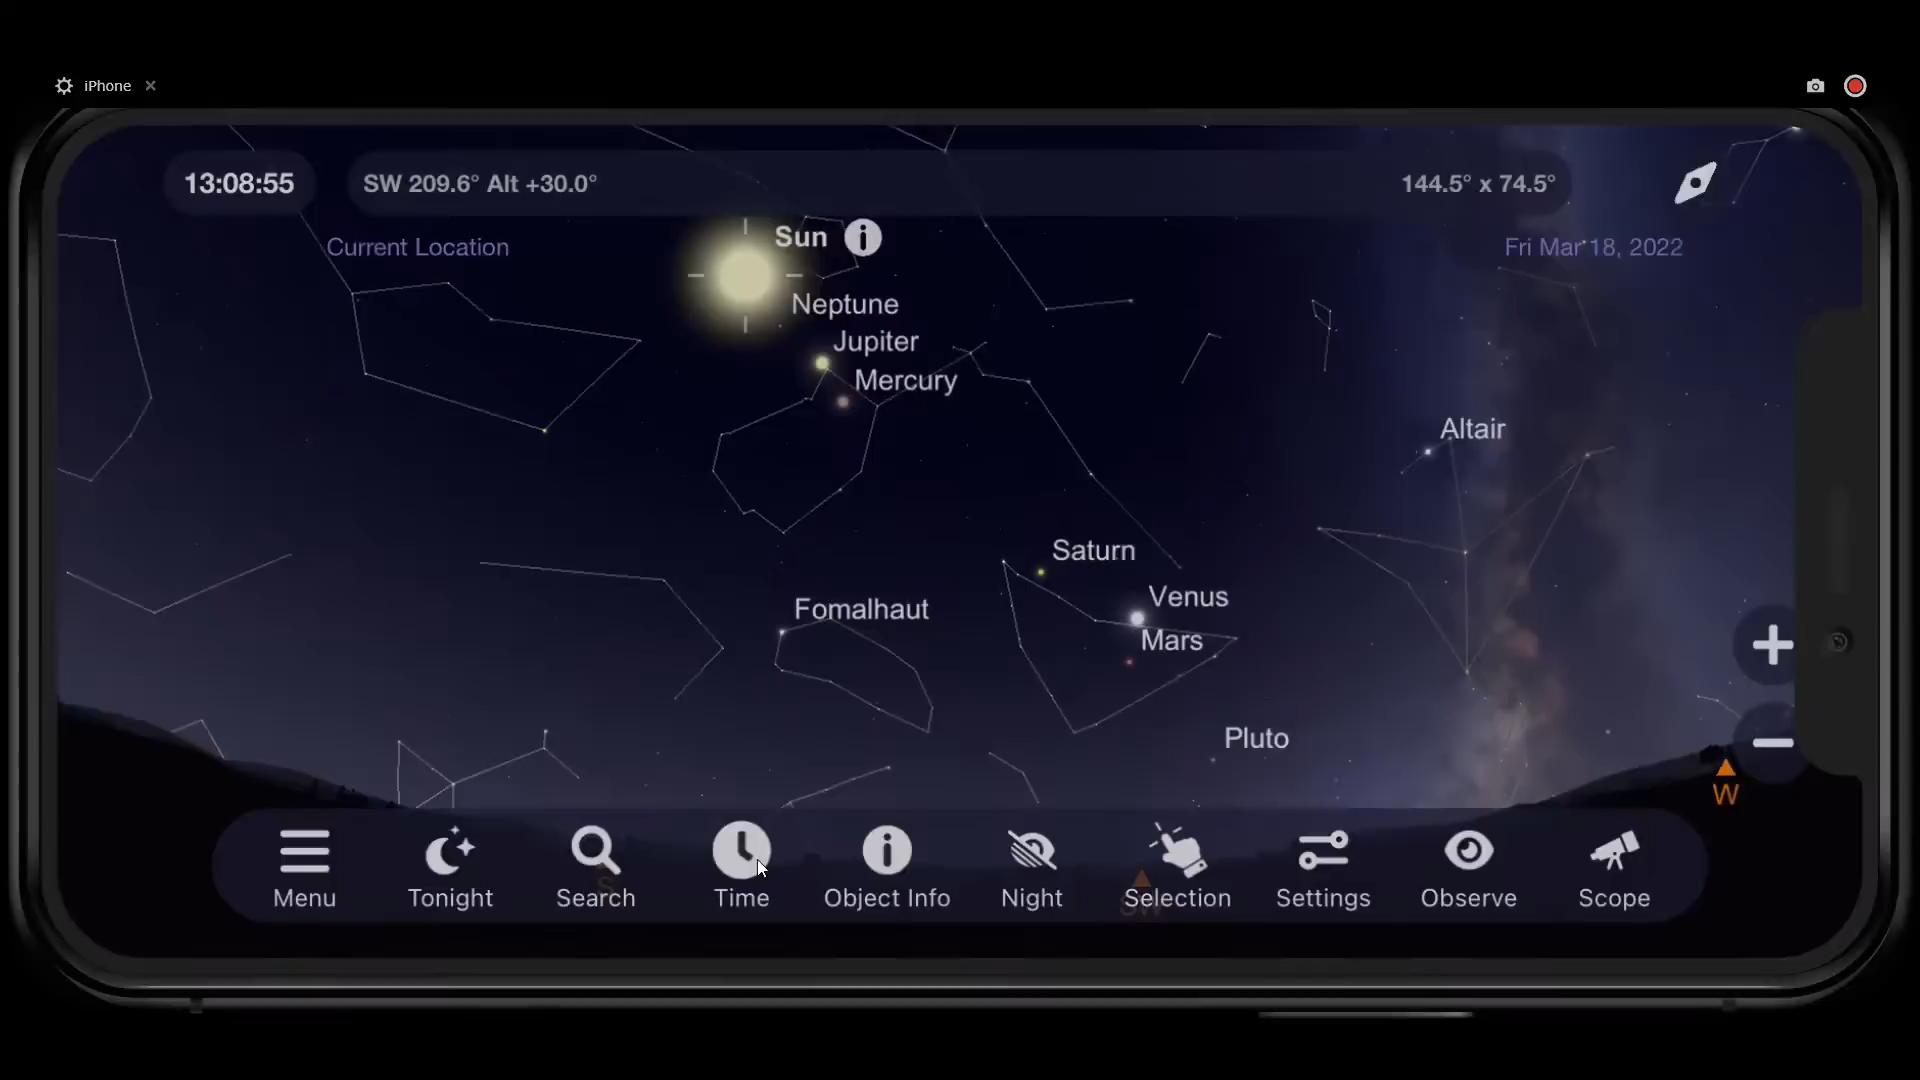 iPhone
13:08:55
SW 209.6° Alt +30.0°
144.5° x 74.5°
Current Location
Fri Mar 18, 2022
Sun
Neptune
Jupiter
Mercury
Altair
Saturn
Venus
Fomalhaut
Mars
Pluto
W
S
SW
Menu
Tonight
Search
Time
Object Info
Night
Selection
Settings
Observe
Scope